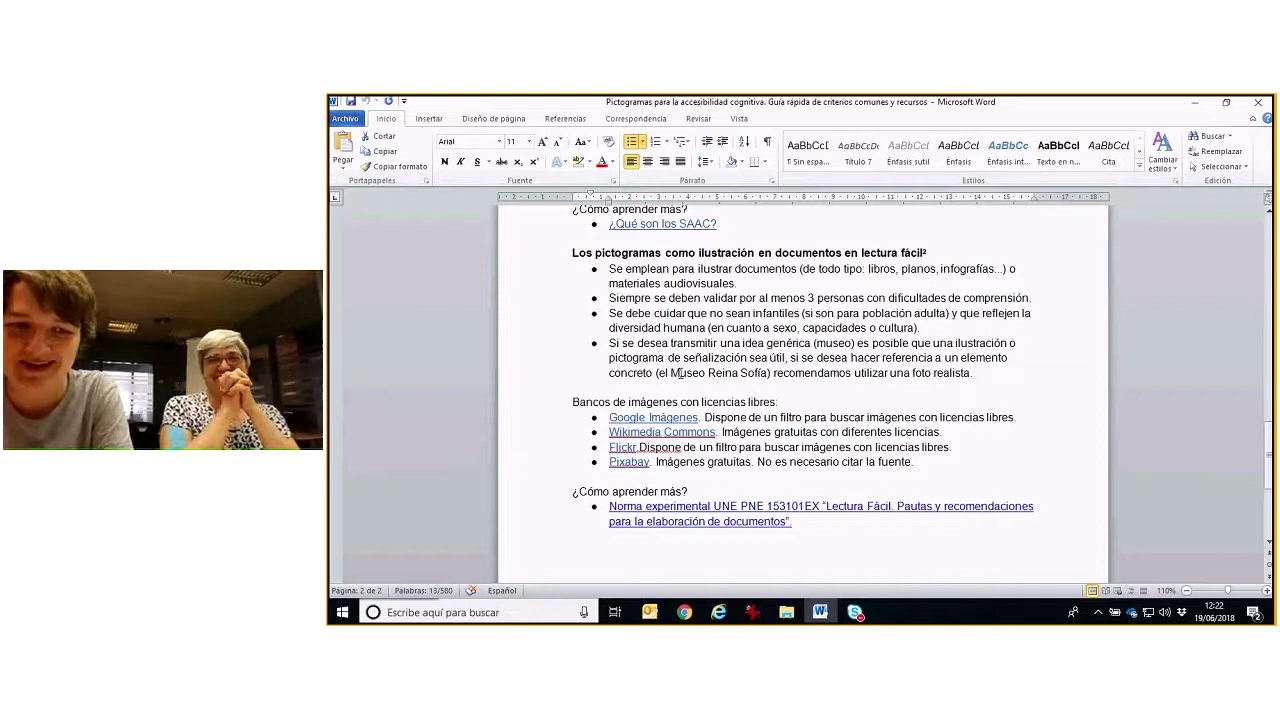 Pictogramas para la accesibilidad cognitiva. Guía rápida de criterios comunes y recursos - Microsoft Word
Archivo Inicio Insertar Diseño de página Referencias Correspondencia Revisar Vista
Pegar
Cortar
Copiar
Copiar formato
Portapapeles
Arial 11
Fuente
Párrafo
AaBbCcI AaBbCcDc AaBbCcI AaBbCcI AaBbCc AaBbCcI AaBbCcI
¶ Sin espa... Título 7 Énfasis sutil Énfasis Énfasis int... Texto en n... Cita
Cambiar estilos
Estilos
Buscar
Reemplazar
Seleccionar
Edición
¿Cómo aprender más?
● ¿Qué son los SAAC?
Los pictogramas como ilustración en documentos en lectura fácil²
● Se emplean para ilustrar documentos (de todo tipo: libros, planos, infografías...) o
materiales audiovisuales.
● Siempre se deben validar por al menos 3 personas con dificultades de comprensión.
● Se debe cuidar que no sean infantiles (si son para población adulta) y que reflejen la
diversidad humana (en cuanto a sexo, capacidades o cultura).
● Si se desea transmitir una idea genérica (museo) es posible que una ilustración o
pictograma de señalización sea útil, si se desea hacer referencia a un elemento
concreto (el Museo Reina Sofía) recomendamos utilizar una foto realista.
Bancos de imágenes con licencias libres:
● Google Imágenes. Dispone de un filtro para buscar imágenes con licencias libres.
● Wikimedia Commons. Imágenes gratuitas con diferentes licencias.
● Flickr.Dispone de un filtro para buscar imágenes con licencias libres.
● Pixabay. Imágenes gratuitas. No es necesario citar la fuente.
¿Cómo aprender más?
● Norma experimental UNE PNE 153101EX “Lectura Fácil. Pautas y recomendaciones
para la elaboración de documentos”.
Página: 2 de 2 Palabras: 13/580 Español 110%
Escribe aquí para buscar
12:22
19/06/2018